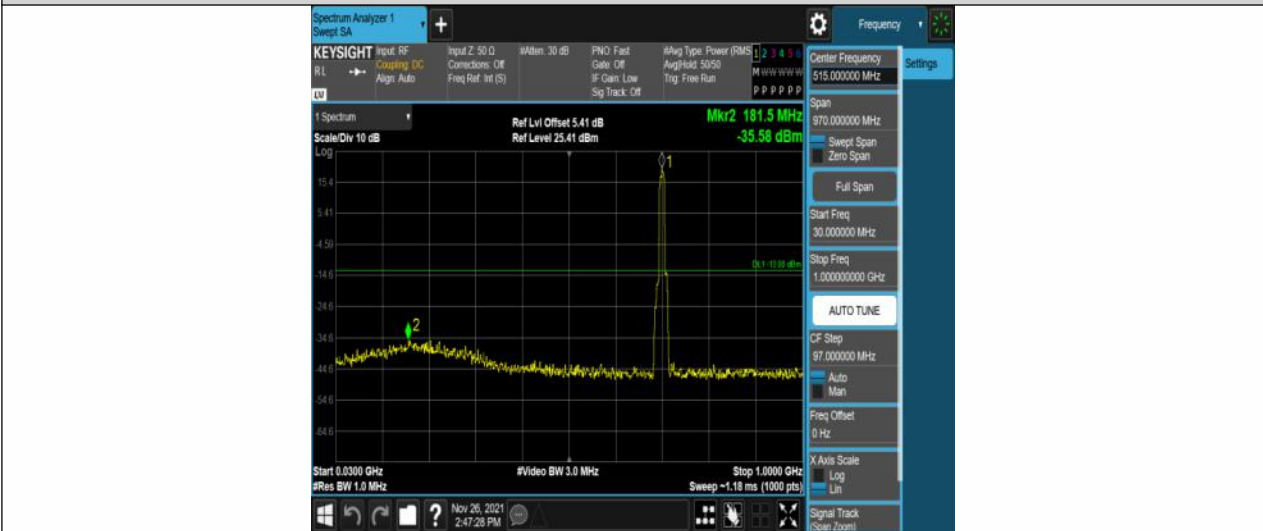 Spectrum Analyzer 1
Swept SA
+
Frequency
KEYSIGHT
RL
Input: RF
Coupling: DC
Align: Auto
Input Z: 50 Ω
Corrections: Off
Freq Ref: Int (S)
#Atten: 30 dB
PNO: Fast
Gate: Off
IF Gain: Low
Sig Track: Off
#Avg Type: Power (RMS
Avg|Hold: 50/50
Trig: Free Run
1 2 3 4 5 6
M W W W W W
P P P P P P
1 Spectrum
Scale/Div 10 dB
Log
Ref Lvl Offset 5.41 dB
Ref Level 25.41 dBm
Mkr2 181.5 MHz
-35.58 dBm
1
15.4
5.41
-4.59
DL1 -13.00 dBm
-14.6
-24.6
2
-34.6
-44.6
-54.6
-64.6
Start 0.0300 GHz
#Res BW 1.0 MHz
#Video BW 3.0 MHz
Stop 1.0000 GHz
Sweep ~1.18 ms (1000 pts)
?
Nov 26, 2021
2:47:28 PM
Center Frequency
515.000000 MHz
Settings
Span
970.000000 MHz
Swept Span
Zero Span
Full Span
Start Freq
30.000000 MHz
Stop Freq
1.000000000 GHz
AUTO TUNE
CF Step
97.000000 MHz
Auto
Man
Freq Offset
0 Hz
X Axis Scale
Log
Lin
Signal Track
(Span Zoom)